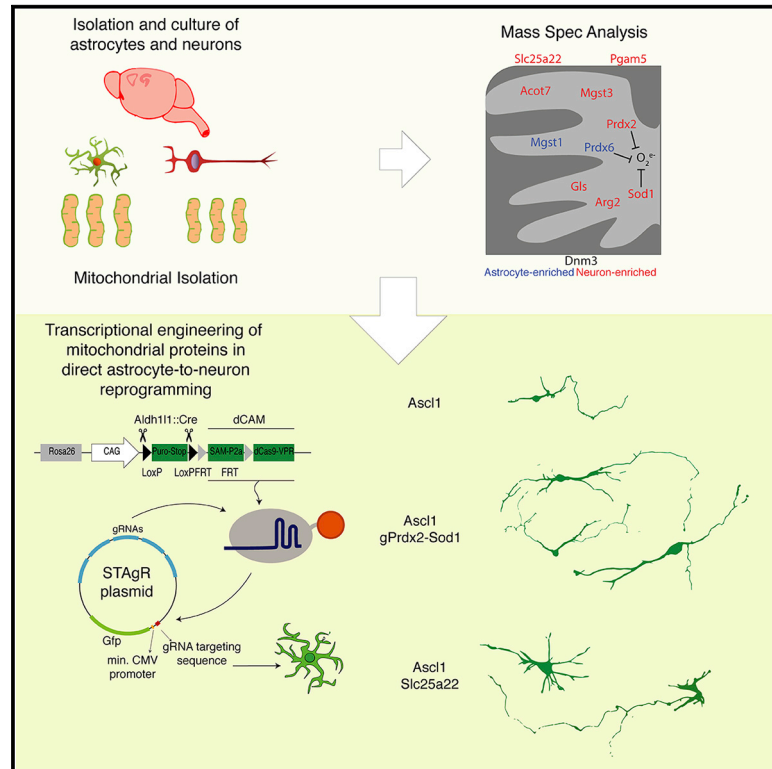 Isolation and culture of
astrocytes and neurons
Mitochondrial Isolation
Mass Spec Analysis
Slc25a22 Pgam5
Acot7 Mgst3
Prdx2
Mgst1 Prdx6
O2e-
Gls
Arg2 Sod1
Dnm3
Astrocyte-enriched Neuron-enriched
Transcriptional engineering of
mitochondrial proteins in
direct astrocyte-to-neuron
reprogramming
Aldh1l1::Cre dCAM
Rosa26 CAG Puro-Stop SAM-P2a dCas9-VPR
LoxP LoxPFRT FRT
gRNAs
STAgR
plasmid
Gfp
min. CMV
promoter
gRNA targeting
sequence
Ascl1
Ascl1
gPrdx2-Sod1
Ascl1
Slc25a22